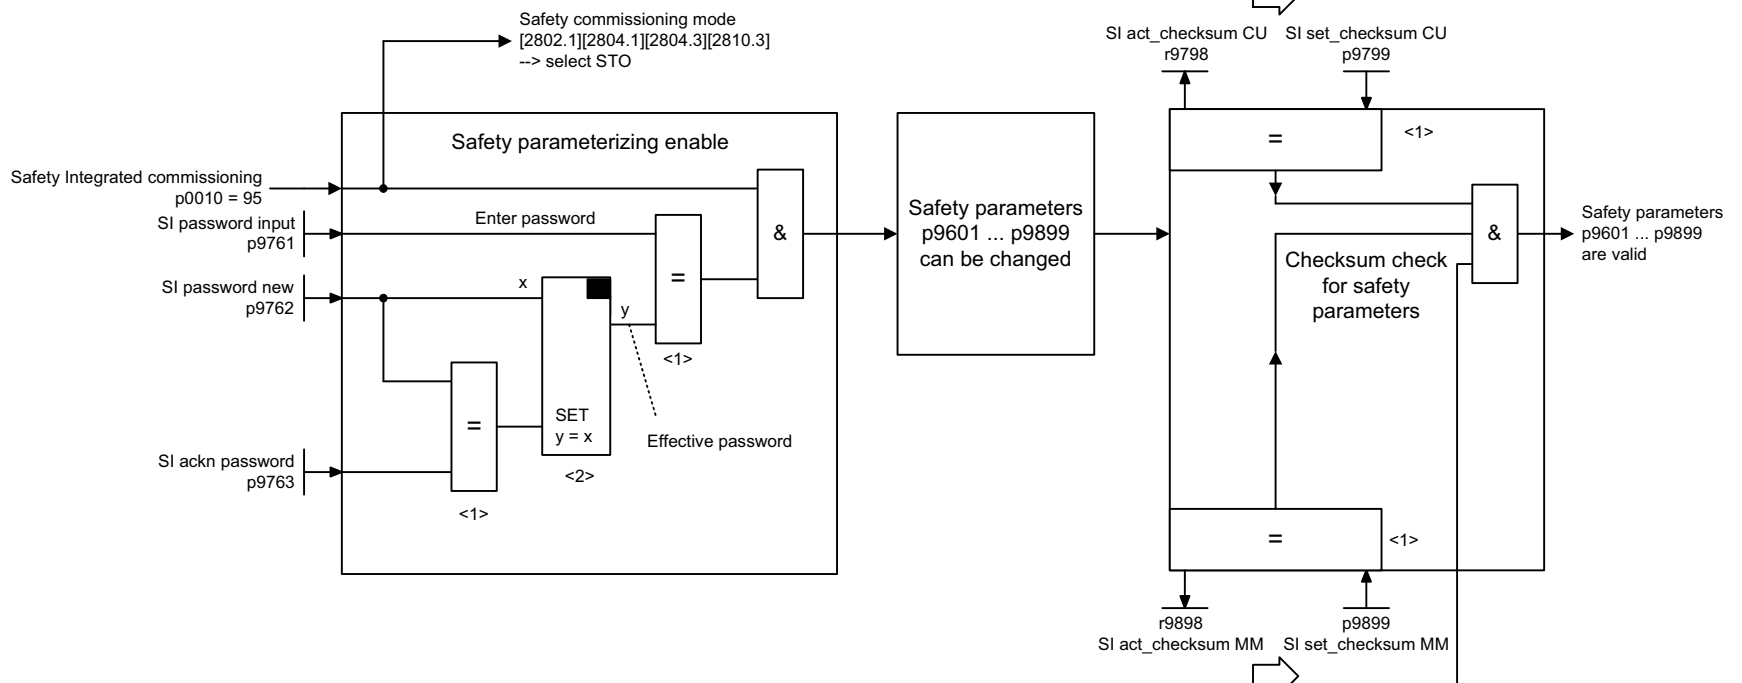 Safety commissioning mode
[2802.1][2804.1][2804.3][2810.3]
--> select STO
SI act_checksum CU
r9798
SI set_checksum CU
p9799
Safety parameterizing enable
=
<1>
Safety Integrated commissioning
p0010 = 95
SI password input
p9761
Enter password
&
=
<1>
SI password new
p9762
x
y
SET
y = x
<2>
Effective password
=
<1>
SI ackn password
p9763
Safety parameters
p9601 ... p9899
can be changed
&
Checksum check
for safety
parameters
Safety parameters
p9601 ... p9899
are valid
=
<1>
r9898
SI act_checksum MM
p9899
SI set_checksum MM